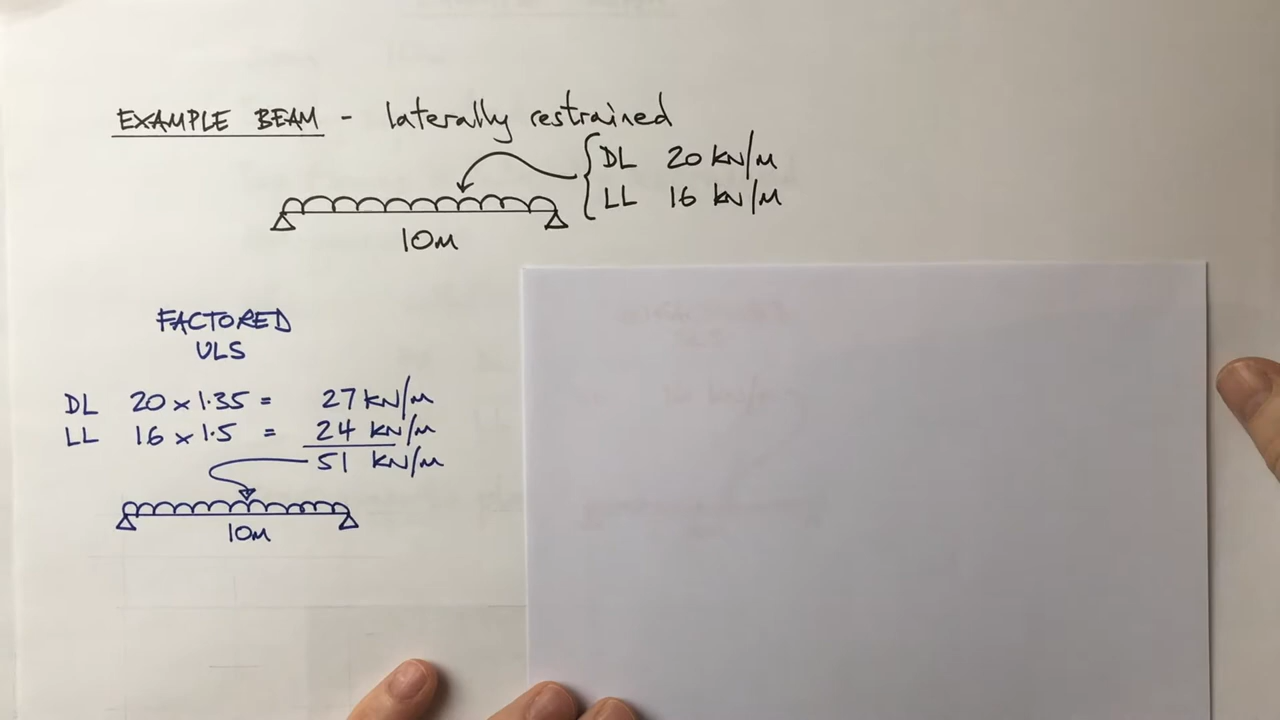 EXAMPLE BEAM - laterally restrained
DL 20 kN/m
LL 16 kN/m
10m
FACTORED
ULS
DL 20 x 1.35 = 27 kN/m
LL 16 x 1.5 = 24 kN/m
51 kN/m
10m